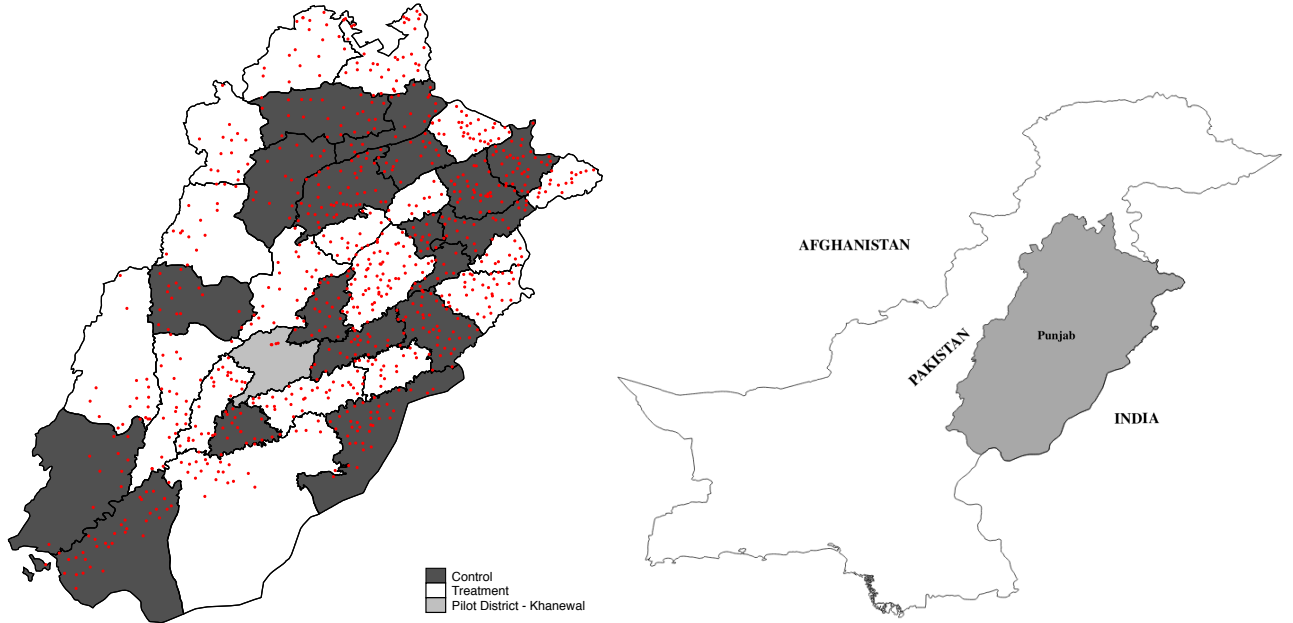 Control
Treatment
Pilot District - Khanewal
AFGHANISTAN
PAKISTAN
Punjab
INDIA